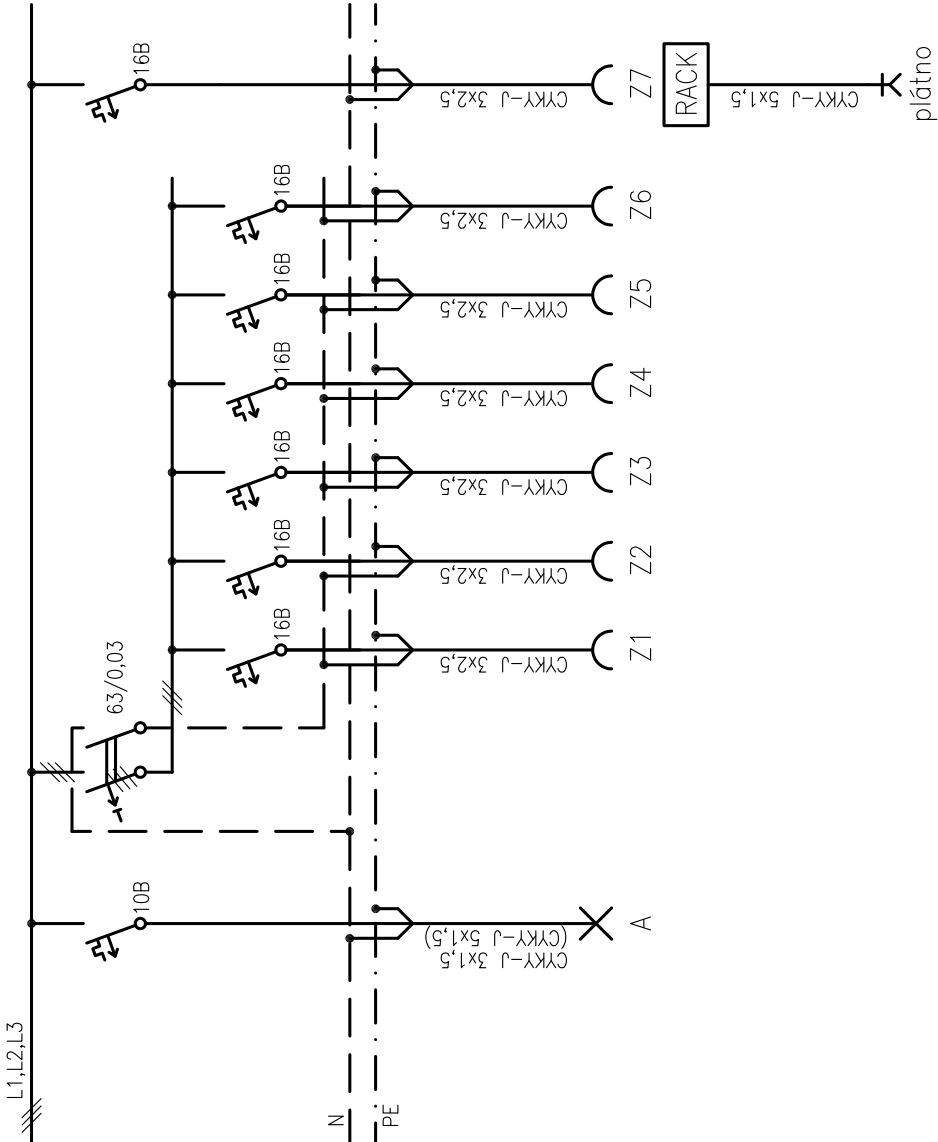 L1,L2,L3
N
PE
10B
CYKY-J 3x1,5
(CYKY-J 5x1,5)
A
63/0,03
16B
CYKY-J 3x2,5
Z1
16B
CYKY-J 3x2,5
Z2
16B
CYKY-J 3x2,5
Z3
16B
CYKY-J 3x2,5
Z4
16B
CYKY-J 3x2,5
Z5
16B
CYKY-J 3x2,5
Z6
16B
CYKY-J 3x2,5
Z7
RACK
CYKY-J 5x1,5
plátno